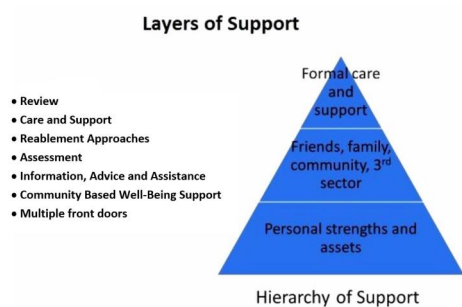 Layers of Support
• Review
• Care and Support
• Reablement Approaches
• Assessment
• Information, Advice and Assistance
• Community Based Well-Being Support
• Multiple front doors
Formal care
and
support
Friends, family,
community, 3rd
sector
Personal strengths and
assets
Hierarchy of Support